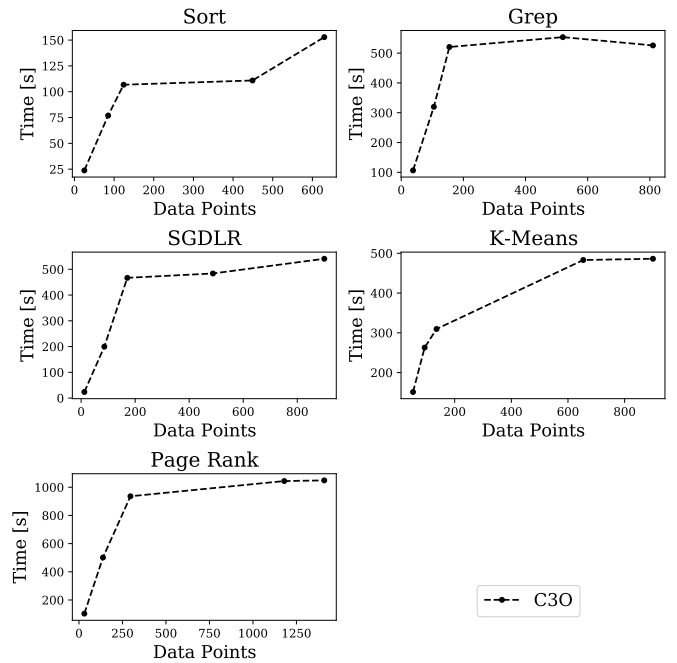 Sort
Time [s]
150
125
100
75
50
25
0 100 200 300 400 500 600
Data Points
Grep
Time [s]
500
400
300
200
100
0 200 400 600 800
Data Points
SGDLR
Time [s]
500
400
300
200
100
0
0 200 400 600 800
Data Points
K-Means
Time [s]
500
400
300
200
200 400 600 800
Data Points
Page Rank
Time [s]
1000
800
600
400
200
0 250 500 750 1000 1250
Data Points
C3O